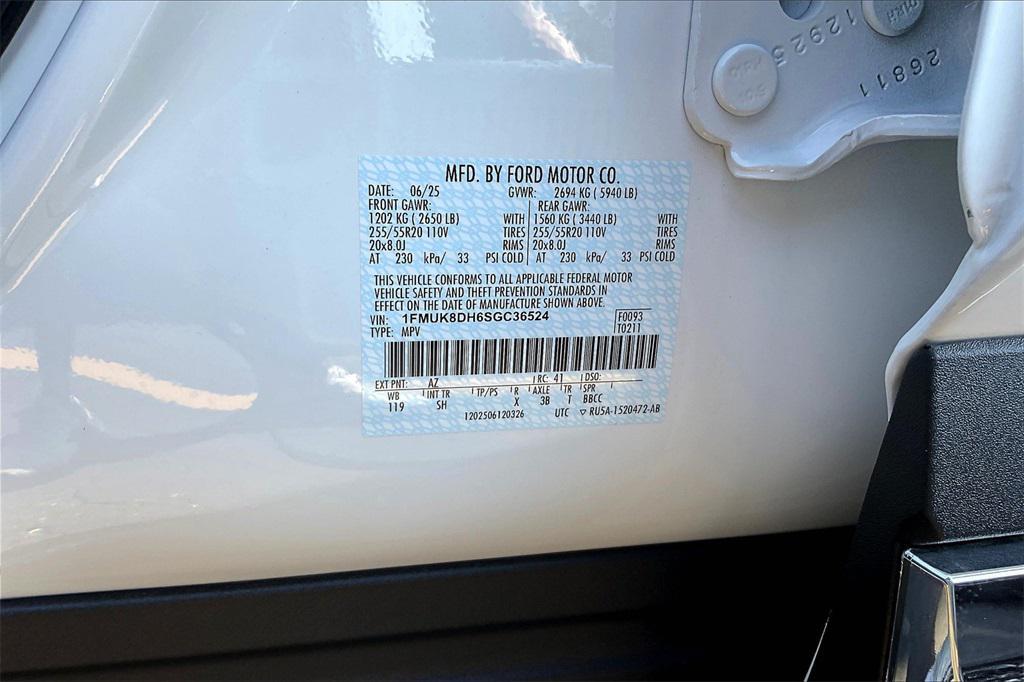 12925
26811
MFD. BY FORD MOTOR CO.
DATE: 06/25 GVWR: 2694 KG ( 5940 LB)
FRONT GAWR: REAR GAWR:
1202 KG ( 2650 LB) WITH 1560 KG ( 3440 LB) WITH
255/55R20 110V TIRES 255/55R20 110V TIRES
20x8.0J RIMS 20x8.0J RIMS
AT 230 kPa/ 33 PSI COLD AT 230 kPa/ 33 PSI COLD
THIS VEHICLE CONFORMS TO ALL APPLICABLE FEDERAL MOTOR
VEHICLE SAFETY AND THEFT PREVENTION STANDARDS IN
EFFECT ON THE DATE OF MANUFACTURE SHOWN ABOVE.
VIN: 1FMUK8DH6SGC36524 F0093
TYPE: MPV T0211
EXT PNT: AZ RC: 41 DSO:
WB INT TR TP/PS R AXLE TR SPR
119 SH X 3B T BBCC
1202506120326 UTC ▽ RU5A-1520472-AB